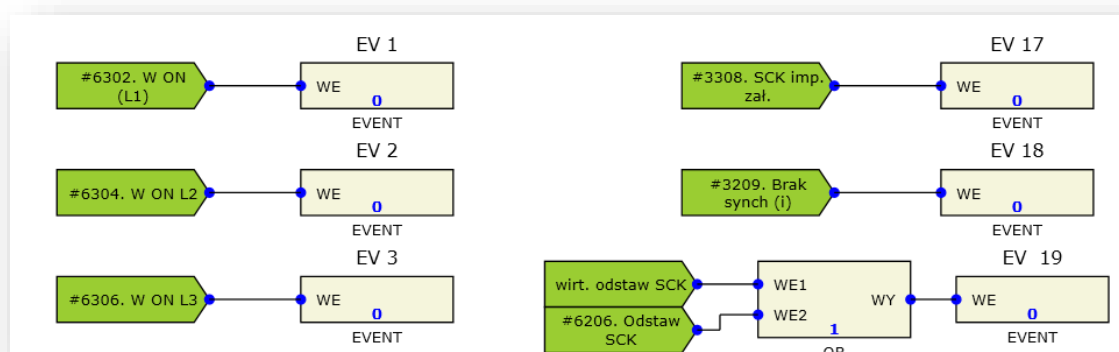 EV 1
#6302. W ON
(L1)
WE
0
EVENT
EV 2
#6304. W ON L2
WE
0
EVENT
EV 3
#6306. W ON L3
WE
0
EVENT
EV 17
#3308. SCK imp.
zał.
WE
0
EVENT
EV 18
#3209. Brak
synch (i)
WE
0
EVENT
EV 19
wirt. odstaw SCK
#6206. Odstaw
SCK
WE1
WE2
WY
1
OR
WE
0
EVENT